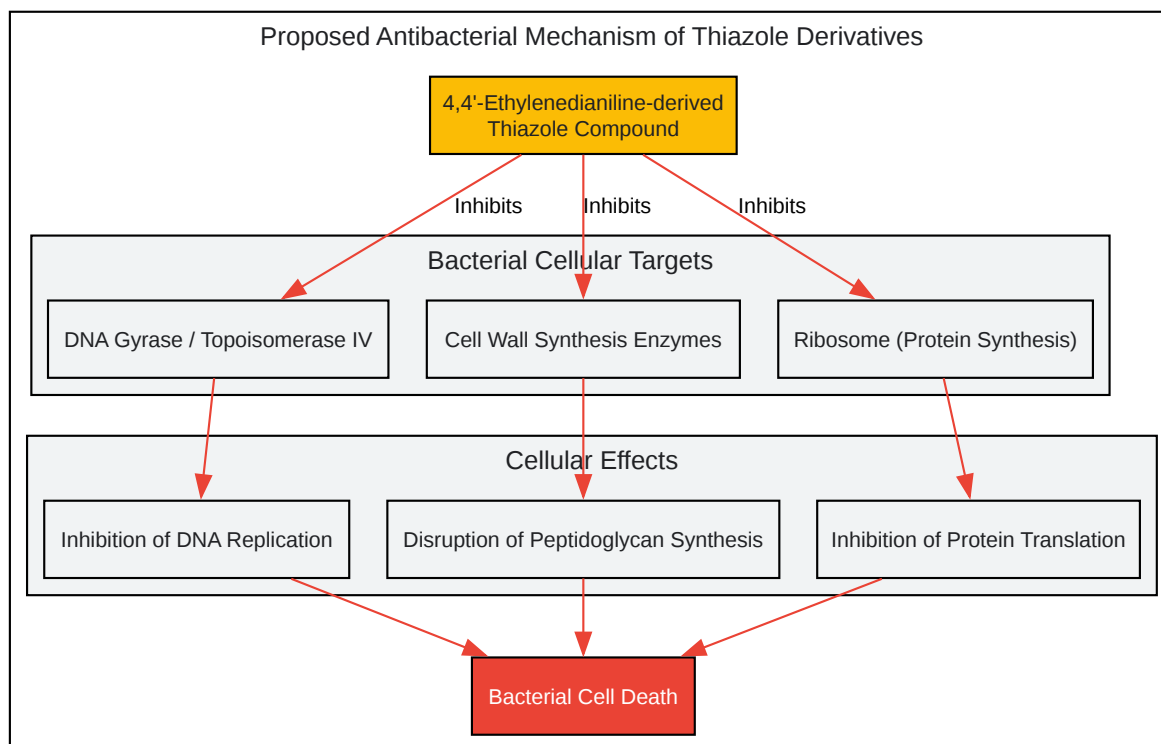 Proposed Antibacterial Mechanism of Thiazole Derivatives
4,4'-Ethylenedianiline-derived
Thiazole Compound
Inhibits
Inhibits
Inhibits
Bacterial Cellular Targets
DNA Gyrase / Topoisomerase IV
Cell Wall Synthesis Enzymes
Ribosome (Protein Synthesis)
Cellular Effects
Inhibition of DNA Replication
Disruption of Peptidoglycan Synthesis
Inhibition of Protein Translation
Bacterial Cell Death